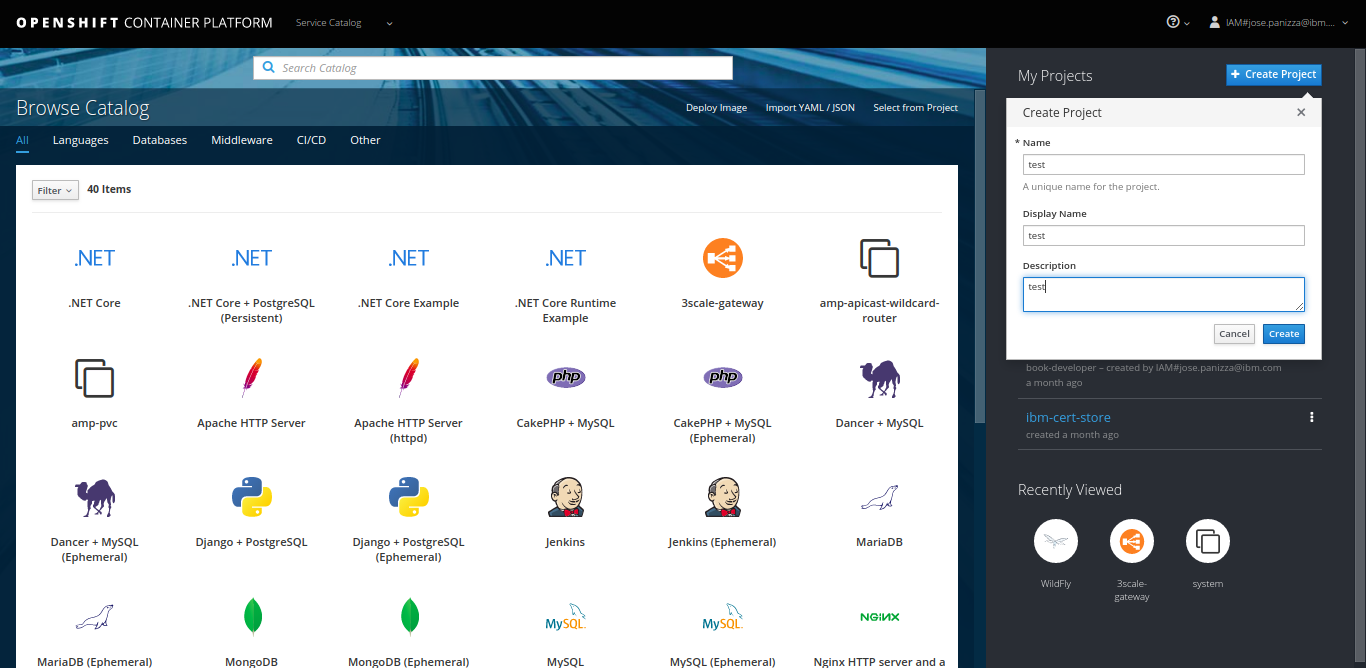 OPENSHIFT CONTAINER PLATFORM
Service Catalog
IAM#jose.panizza@ibm....
Search Catalog
Browse Catalog
Deploy Image
Import YAML / JSON
Select from Project
All
Languages
Databases
Middleware
CI/CD
Other
Filter
40 Items
.NET
.NET
.NET
.NET
.NET Core
.NET Core + PostgreSQL
(Persistent)
.NET Core Example
.NET Core Runtime
Example
3scale-gateway
amp-apicast-wildcard-
router
php
php
amp-pvc
Apache HTTP Server
Apache HTTP Server
(httpd)
CakePHP + MySQL
CakePHP + MySQL
(Ephemeral)
Dancer + MySQL
Dancer + MySQL
(Ephemeral)
Django + PostgreSQL
Django + PostgreSQL
(Ephemeral)
Jenkins
Jenkins (Ephemeral)
MariaDB
MySQL
MySQL
NGiNX
MariaDB (Ephemeral)
MongoDB
MongoDB (Ephemeral)
MySQL
MySQL (Ephemeral)
Nginx HTTP server and a
My Projects
+ Create Project
Create Project
* Name
test
A unique name for the project.
Display Name
test
Description
test
Cancel
Create
book-developer – created by IAM#jose.panizza@ibm.com
a month ago
ibm-cert-store
created a month ago
Recently Viewed
WildFly
3scale-
gateway
system